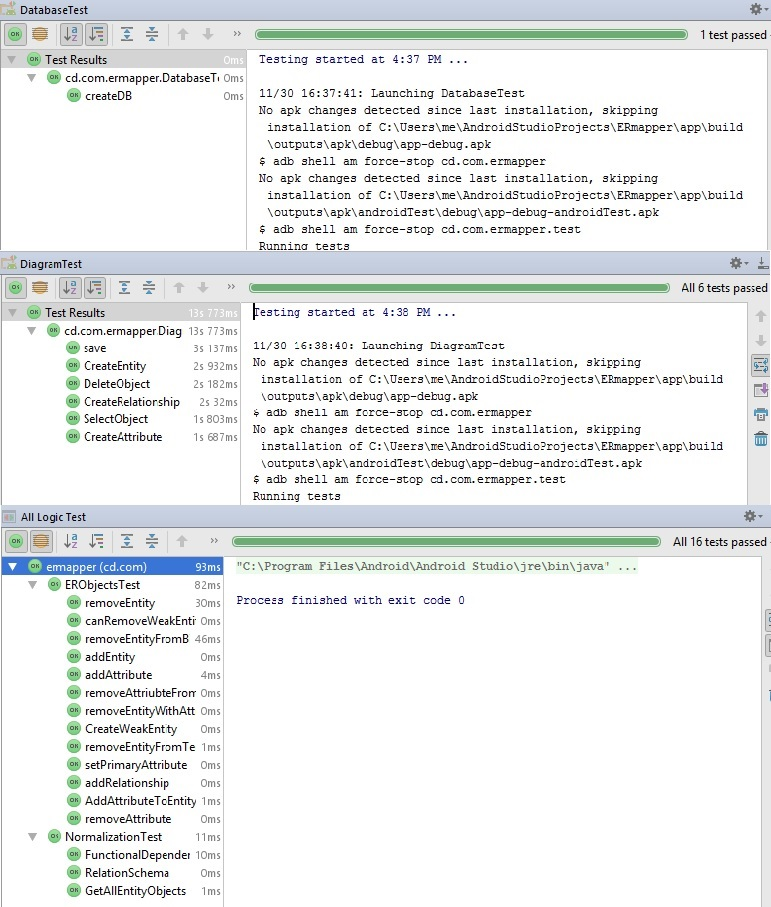 DatabaseTest
1 test passed
Test Results 0ms
cd.com.ermapper.DatabaseT 0ms
createDB 0ms
Testing started at 4:37 PM ...
11/30 16:37:41: Launching DatabaseTest
No apk changes detected since last installation, skipping
installation of C:\Users\me\AndroidStudioProjects\ERmapper\app\build
\outputs\apk\debug\app-debug.apk
$ adb shell am force-stop cd.com.ermapper
No apk changes detected since last installation, skipping
installation of C:\Users\me\AndroidStudioProjects\ERmapper\app\build
\outputs\apk\androidTest\debug\app-debug-androidTest.apk
$ adb shell am force-stop cd.com.ermapper.test
Running tests
DiagramTest
All 6 tests passed
Test Results 13s 773ms
cd.com.ermapper.Diag 13s 773ms
save 3s 137ms
CreateEntity 2s 932ms
DeleteObject 2s 182ms
CreateRelationship 2s 32ms
SelectObject 1s 803ms
CreateAttribute 1s 687ms
Testing started at 4:38 PM ...
11/30 16:38:40: Launching DiagramTest
No apk changes detected since last installation, skipping
installation of C:\Users\me\AndroidStudioProjects\ERmapper\app\build
\outputs\apk\debug\app-debug.apk
$ adb shell am force-stop cd.com.ermapper
No apk changes detected since last installation, skipping
installation of C:\Users\me\AndroidStudioProjects\ERmapper\app\build
\outputs\apk\androidTest\debug\app-debug-androidTest.apk
$ adb shell am force-stop cd.com.ermapper.test
Running tests
All Logic Test
All 16 tests passed
emapper (cd.com) 93ms
ERObjectsTest 82ms
removeEntity 30ms
canRemoveWeakEnti 0ms
removeEntityFromB 46ms
addEntity 0ms
addAttribute 4ms
removeAttriubteFrom 0ms
removeEntityWithAtt 0ms
CreateWeakEntity 0ms
removeEntityFromTe 1ms
setPrimaryAttribute 0ms
addRelationship 0ms
AddAttributeToEntity 1ms
removeAttribute 0ms
NormalizationTest 11ms
FunctionalDepender 10ms
RelationSchema 0ms
GetAllEntityObjects 1ms
"C:\Program Files\Android\Android Studio\jre\bin\java" ...
Process finished with exit code 0